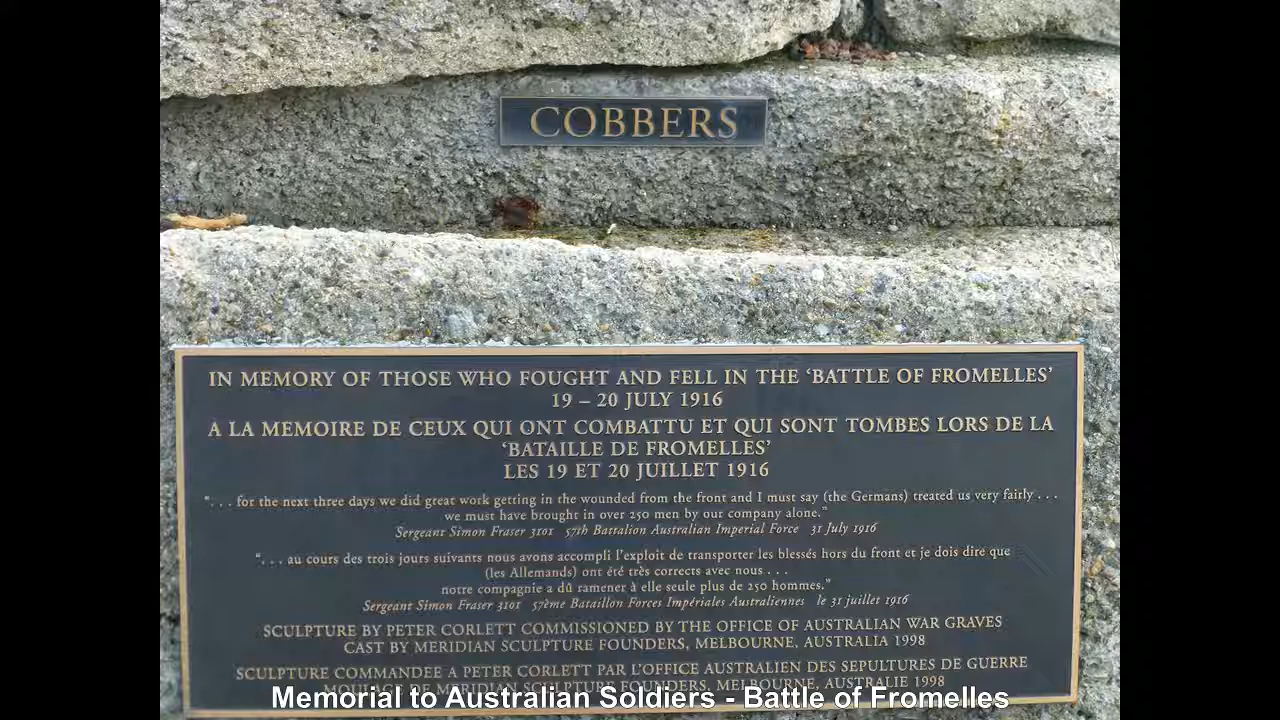 COBBERS
IN MEMORY OF THOSE WHO FOUGHT AND FELL IN THE ‘BATTLE OF FROMELLES’
19 – 20 JULY 1916
A LA MEMOIRE DE CEUX QUI ONT COMBATTU ET QUI SONT TOMBES LORS DE LA
‘BATAILLE DE FROMELLES’
LES 19 ET 20 JUILLET 1916
“. . . for the next three days we did great work getting in the wounded from the front and I must say (the Germans) treated us very fairly . . .
we must have brought in over 250 men by our company alone.”
Sergeant Simon Fraser 3101 57th Battalion Australian Imperial Force 31 July 1916
“. . . au cours des trois jours suivants nous avons accompli l’exploit de transporter les blessés hors du front et je dois dire que
(les Allemands) ont été très corrects avec nous . . .
notre compagnie a dû ramener à elle seule plus de 250 hommes.”
Sergeant Simon Fraser 3101 57ème Bataillon Forces Impériales Australiennes le 31 juillet 1916
SCULPTURE BY PETER CORLETT COMMISSIONED BY THE OFFICE OF AUSTRALIAN WAR GRAVES
CAST BY MERIDIAN SCULPTURE FOUNDERS, MELBOURNE, AUSTRALIA 1998
SCULPTURE COMMANDEE A PETER CORLETT PAR L’OFFICE AUSTRALIEN DES SEPULTURES DE GUERRE
MOULAGE DE MERIDIAN SCULPTURE FOUNDERS, MELBOURNE, AUSTRALIE 1998
Memorial to Australian Soldiers - Battle of Fromelles